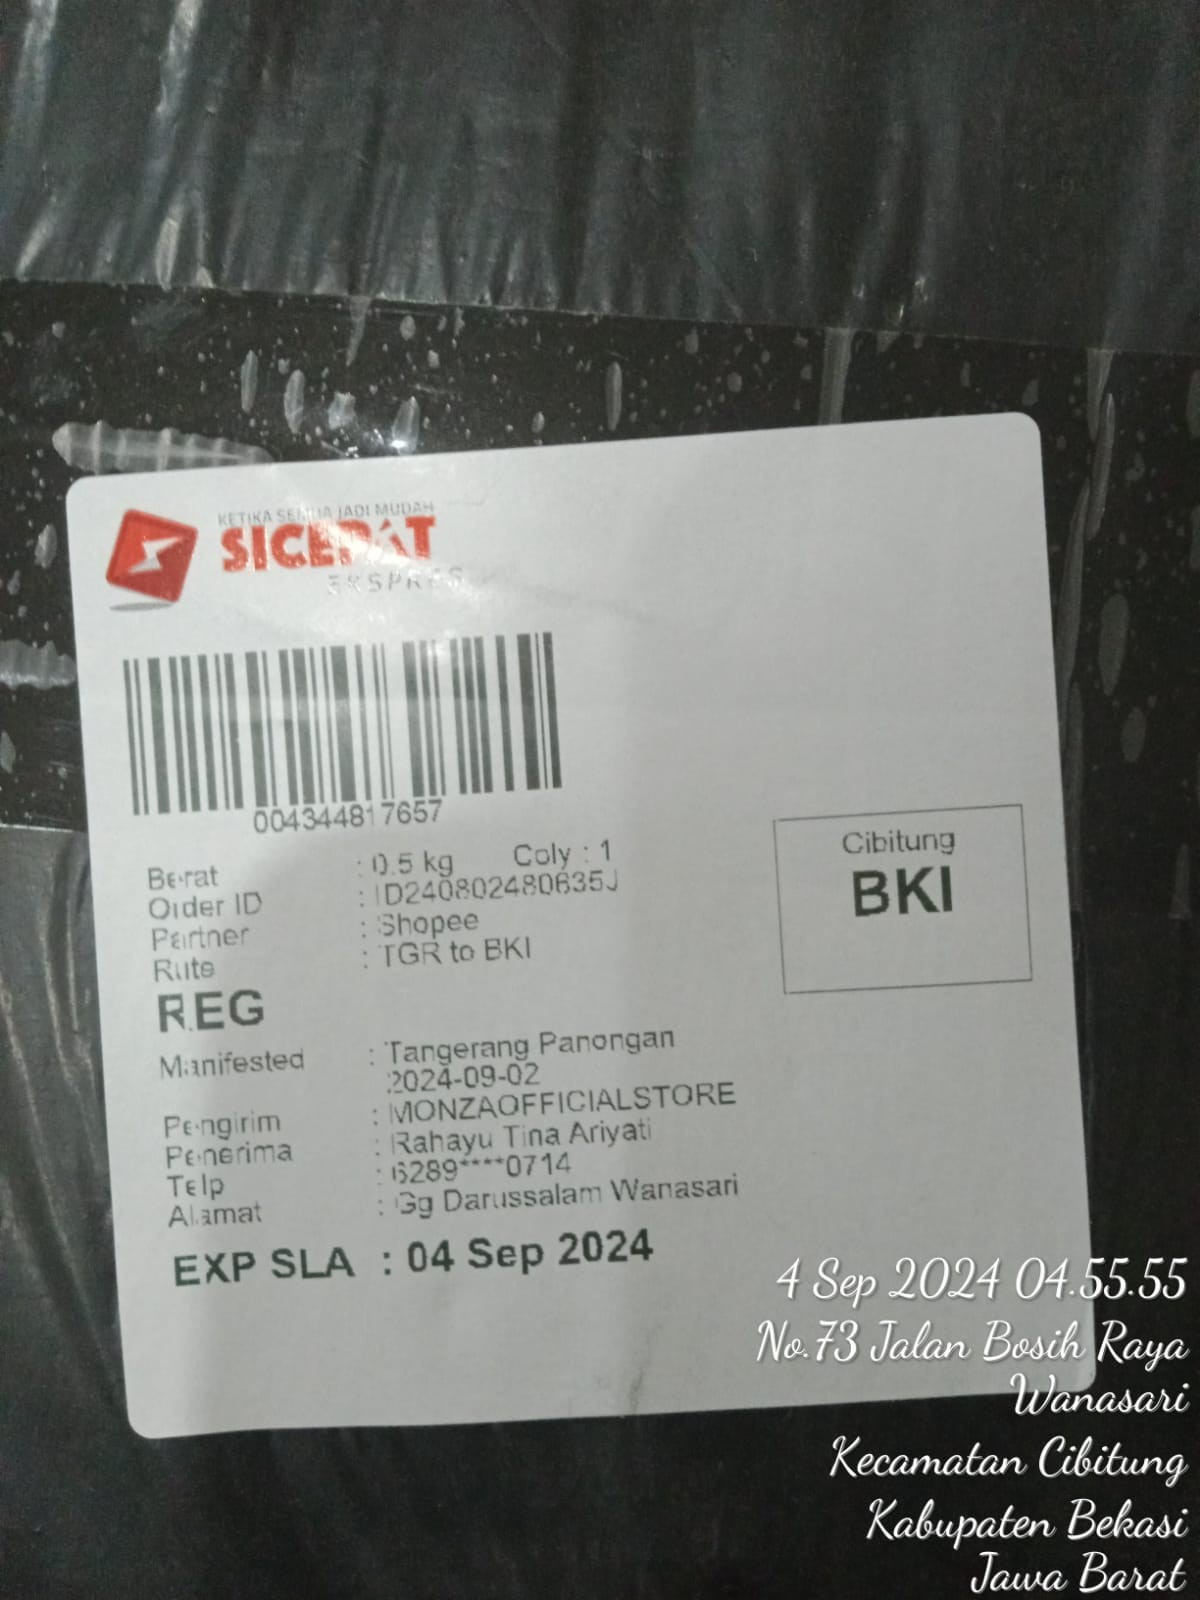 KETIKA SEMUA JADI MUDAH
SICEPAT
EKSPRES
004344817657
Berat : 0.5 kg Coly : 1
Order ID : ID240802480635J
Partner : Shopee
Rute : TGR to BKI
REG
Cibitung
BKI
Manifested : Tangerang Panongan
2024-09-02
Pengirim : MONZAOFFICIALSTORE
Penerima : Rahayu Tina Ariyati
Telp : 6289****0714
Alamat : Gg Darussalam Wanasari
EXP SLA : 04 Sep 2024
4 Sep 2024 04.55.55
No.73 Jalan Bosih Raya
Wanasari
Kecamatan Cibitung
Kabupaten Bekasi
Jawa Barat